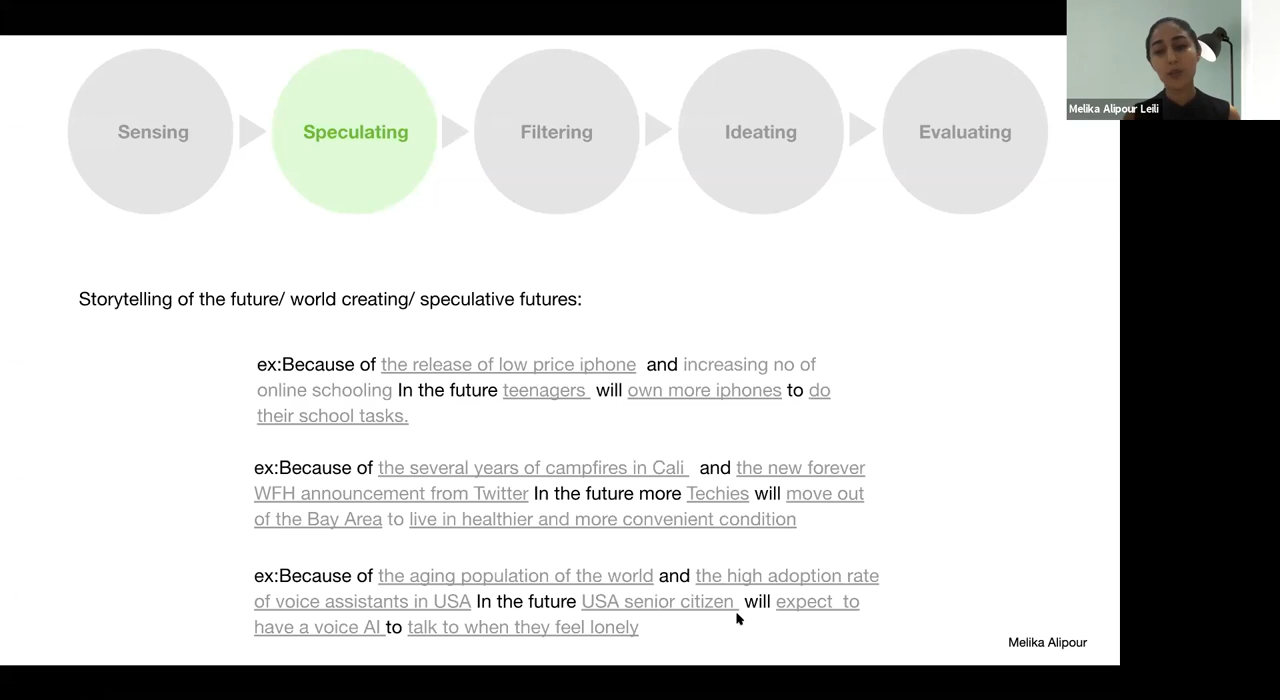 Melika Alipour Leili
Sensing
Speculating
Filtering
Ideating
Evaluating
Storytelling of the future/ world creating/ speculative futures:
ex:Because of the release of low price iphone and increasing no of
online schooling In the future teenagers will own more iphones to do
their school tasks.
ex:Because of the several years of campfires in Cali and the new forever
WFH announcement from Twitter In the future more Techies will move out
of the Bay Area to live in healthier and more convenient condition
ex:Because of the aging population of the world and the high adoption rate
of voice assistants in USA In the future USA senior citizen will expect to
have a voice AI to talk to when they feel lonely
Melika Alipour